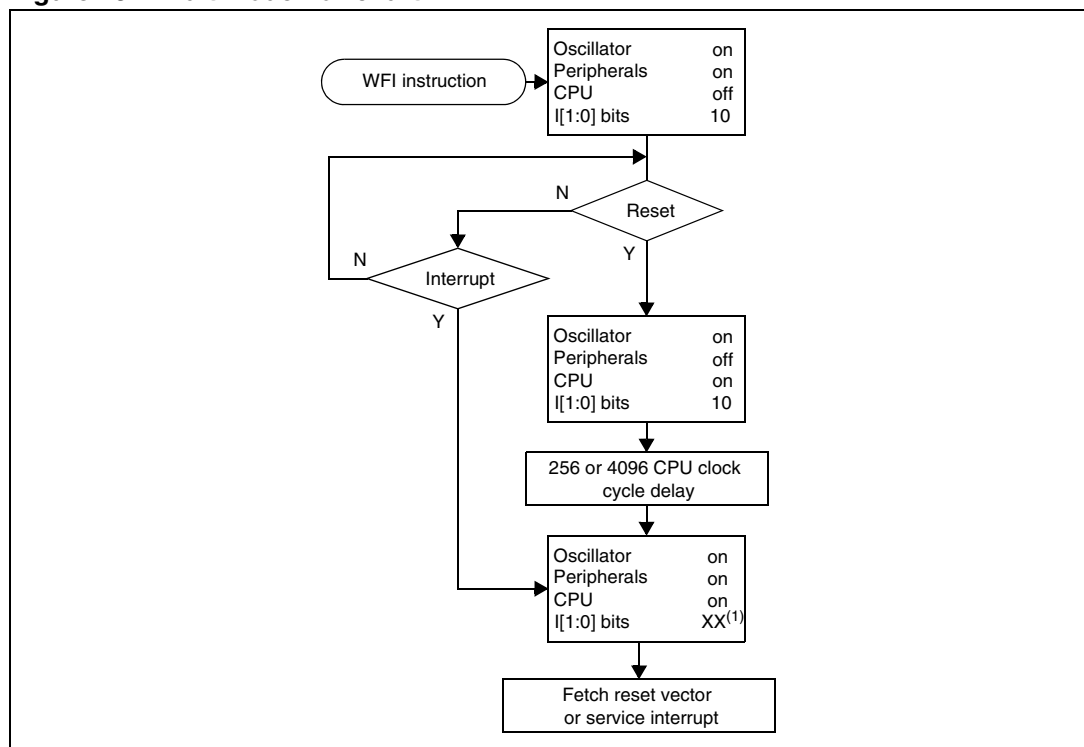 WFI instruction
Oscillator on
Peripherals on
CPU off
I[1:0] bits 10
N
Reset
Y
N
Interrupt
Y
Oscillator on
Peripherals off
CPU on
I[1:0] bits 10
256 or 4096 CPU clock
cycle delay
Oscillator on
Peripherals on
CPU on
I[1:0] bits XX(1)
Fetch reset vector
or service interrupt